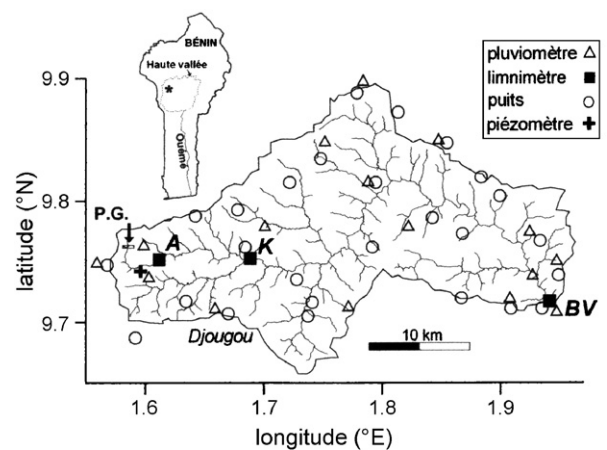 BÉNIN
Haute vallée
*
Ouémé
pluviomètre
limnimètre
puits
piézomètre
9.9
9.8
9.7
latitude (°N)
P.G.
A
K
BV
Djougou
10 km
1.6
1.7
1.8
1.9
longitude (°E)